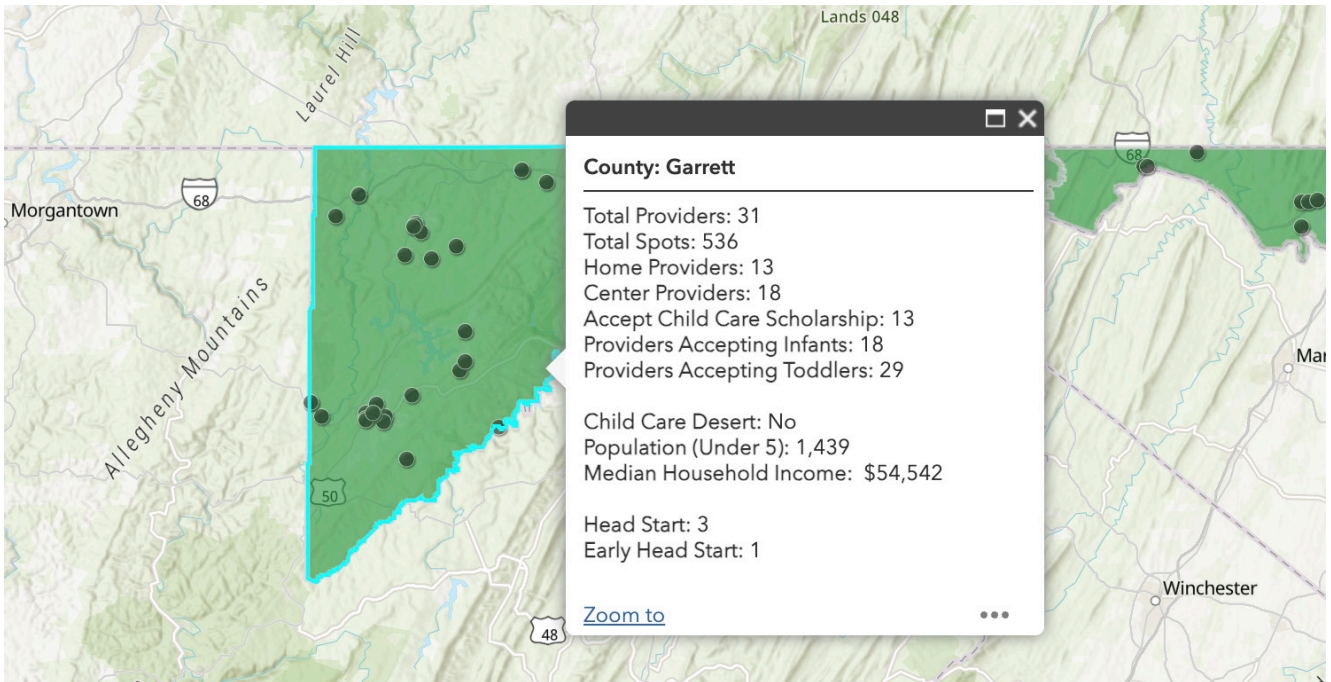 Lands 048
Laurel Hill
68
68
Morgantown
Allegheny Mountains
50
48
County: Garrett
Total Providers: 31
Total Spots: 536
Home Providers: 13
Center Providers: 18
Accept Child Care Scholarship: 13
Providers Accepting Infants: 18
Providers Accepting Toddlers: 29
Child Care Desert: No
Population (Under 5): 1,439
Median Household Income: $54,542
Head Start: 3
Early Head Start: 1
Zoom to
Mar
Winchester